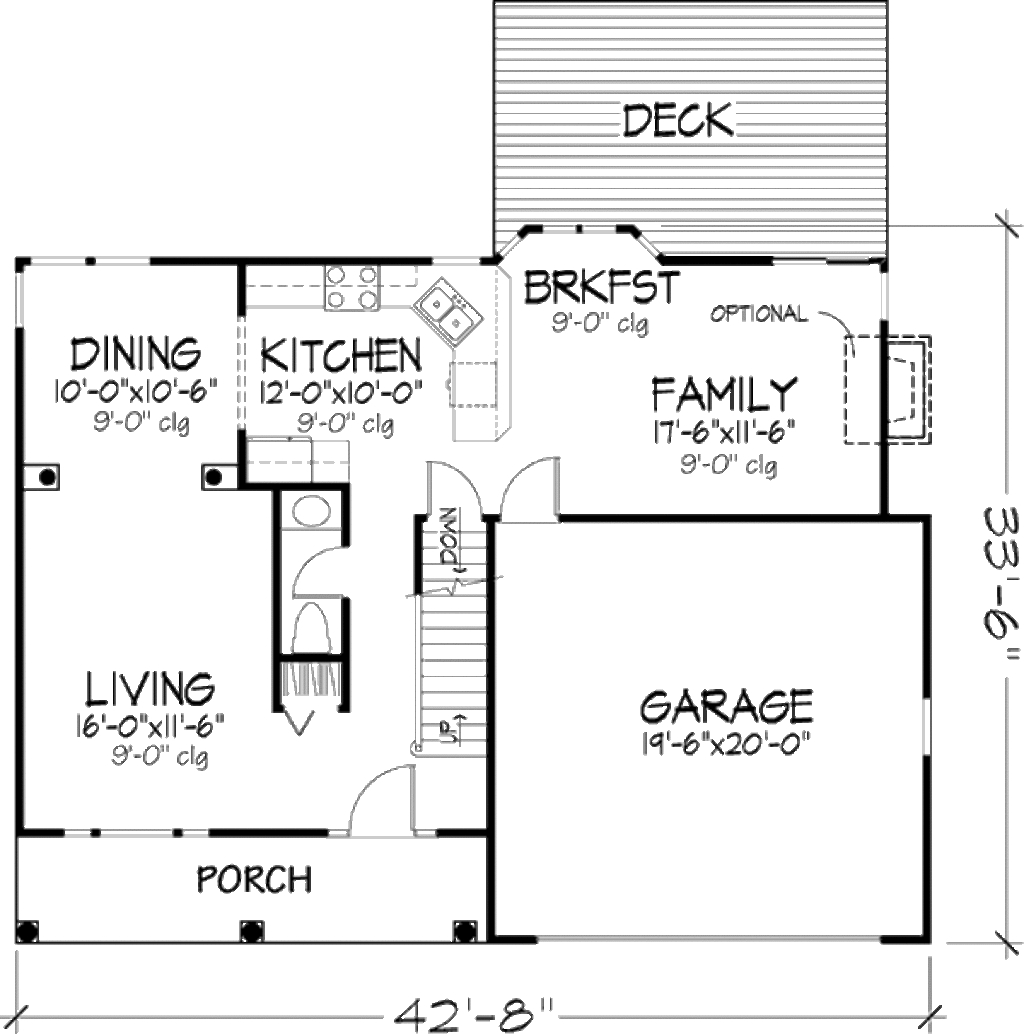 DECK
BRKFST
9'-0" clg
OPTIONAL
DINING
10'-0"x10'-6"
9'-0" clg
KITCHEN
12'-0"x10'-0"
9'-0" clg
FAMILY
17'-6"x11'-6"
9'-0" clg
DOWN
33'-6"
LIVING
16'-0"x11'-6"
9'-0" clg
UP
GARAGE
19'-6"x20'-0"
PORCH
42'-8"